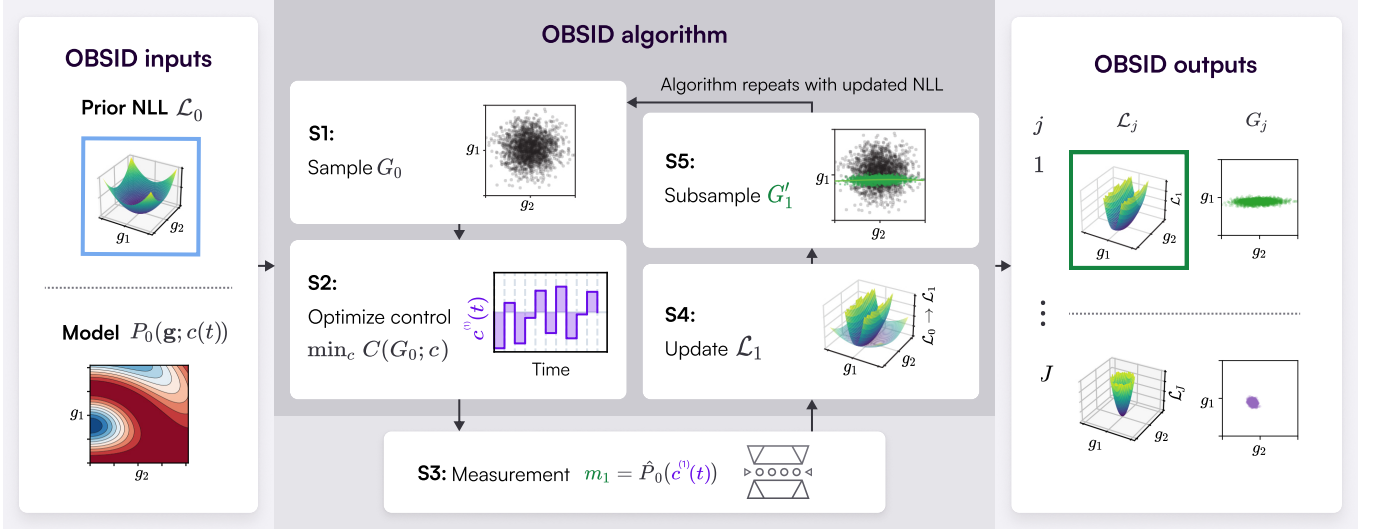 OBSID inputs
Prior NLL ℒ₀
g₁
g₂
Model P₀(g; c(t))
g₁
g₂
OBSID algorithm
Algorithm repeats with updated NLL
S1:
Sample G₀
g₁
g₂
S2:
Optimize control
min_c C(G₀; c)
c⁽¹⁾(t)
Time
S3: Measurement m₁ = P̂₀(c⁽¹⁾(t))
S4:
Update ℒ₁
g₁
g₂
ℒ₀ → ℒ₁
S5:
Subsample G′₁
g₁
g₂
OBSID outputs
j ℒⱼ Gⱼ
1
g₁
g₂
ℒ₁
g₁
g₂
⋮
J
g₁
g₂
ℒ_J
g₁
g₂